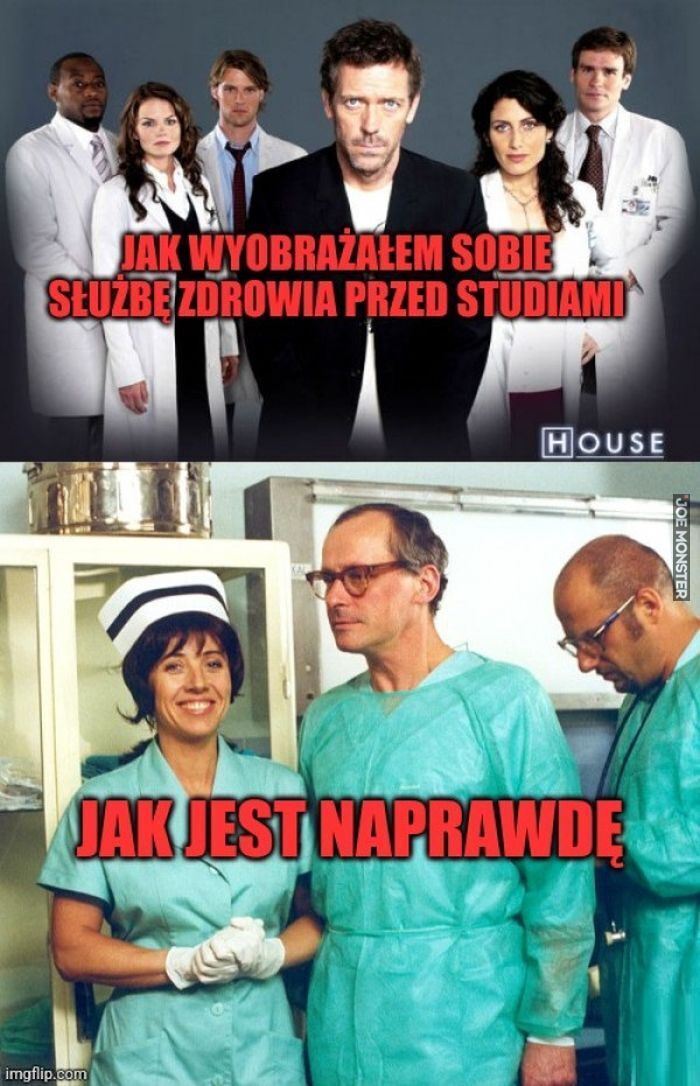 JAK WYOBRAŻAŁEM SOBIE
SŁUŻBĘ ZDROWIA PRZED STUDIAMI
HOUSE
JOE MONSTER
JAK JEST NAPRAWDĘ
imgflip.com